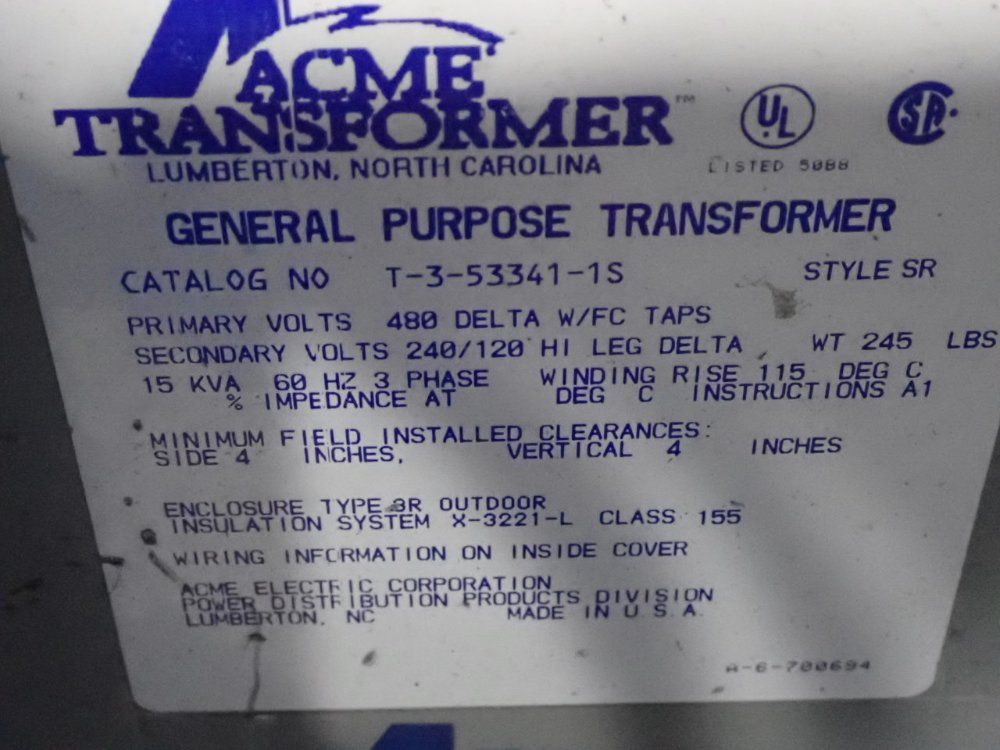 ACME
TRANSFORMER™
LUMBERTON, NORTH CAROLINA
UL
LISTED 5088
SA
GENERAL PURPOSE TRANSFORMER
CATALOG NO T-3-53341-1S STYLE SR
PRIMARY VOLTS 480 DELTA W/FC TAPS
SECONDARY VOLTS 240/120 HI LEG DELTA WT 245 LBS
15 KVA 60 HZ 3 PHASE WINDING RISE 115 DEG C
% IMPEDANCE AT DEG C INSTRUCTIONS A1
MINIMUM FIELD INSTALLED CLEARANCES:
SIDE 4 INCHES, VERTICAL 4 INCHES
ENCLOSURE TYPE 3R OUTDOOR
INSULATION SYSTEM X-3221-L CLASS 155
WIRING INFORMATION ON INSIDE COVER
ACME ELECTRIC CORPORATION
POWER DISTRIBUTION PRODUCTS DIVISION
LUMBERTON, NC MADE IN U.S.A.
A-6-700694